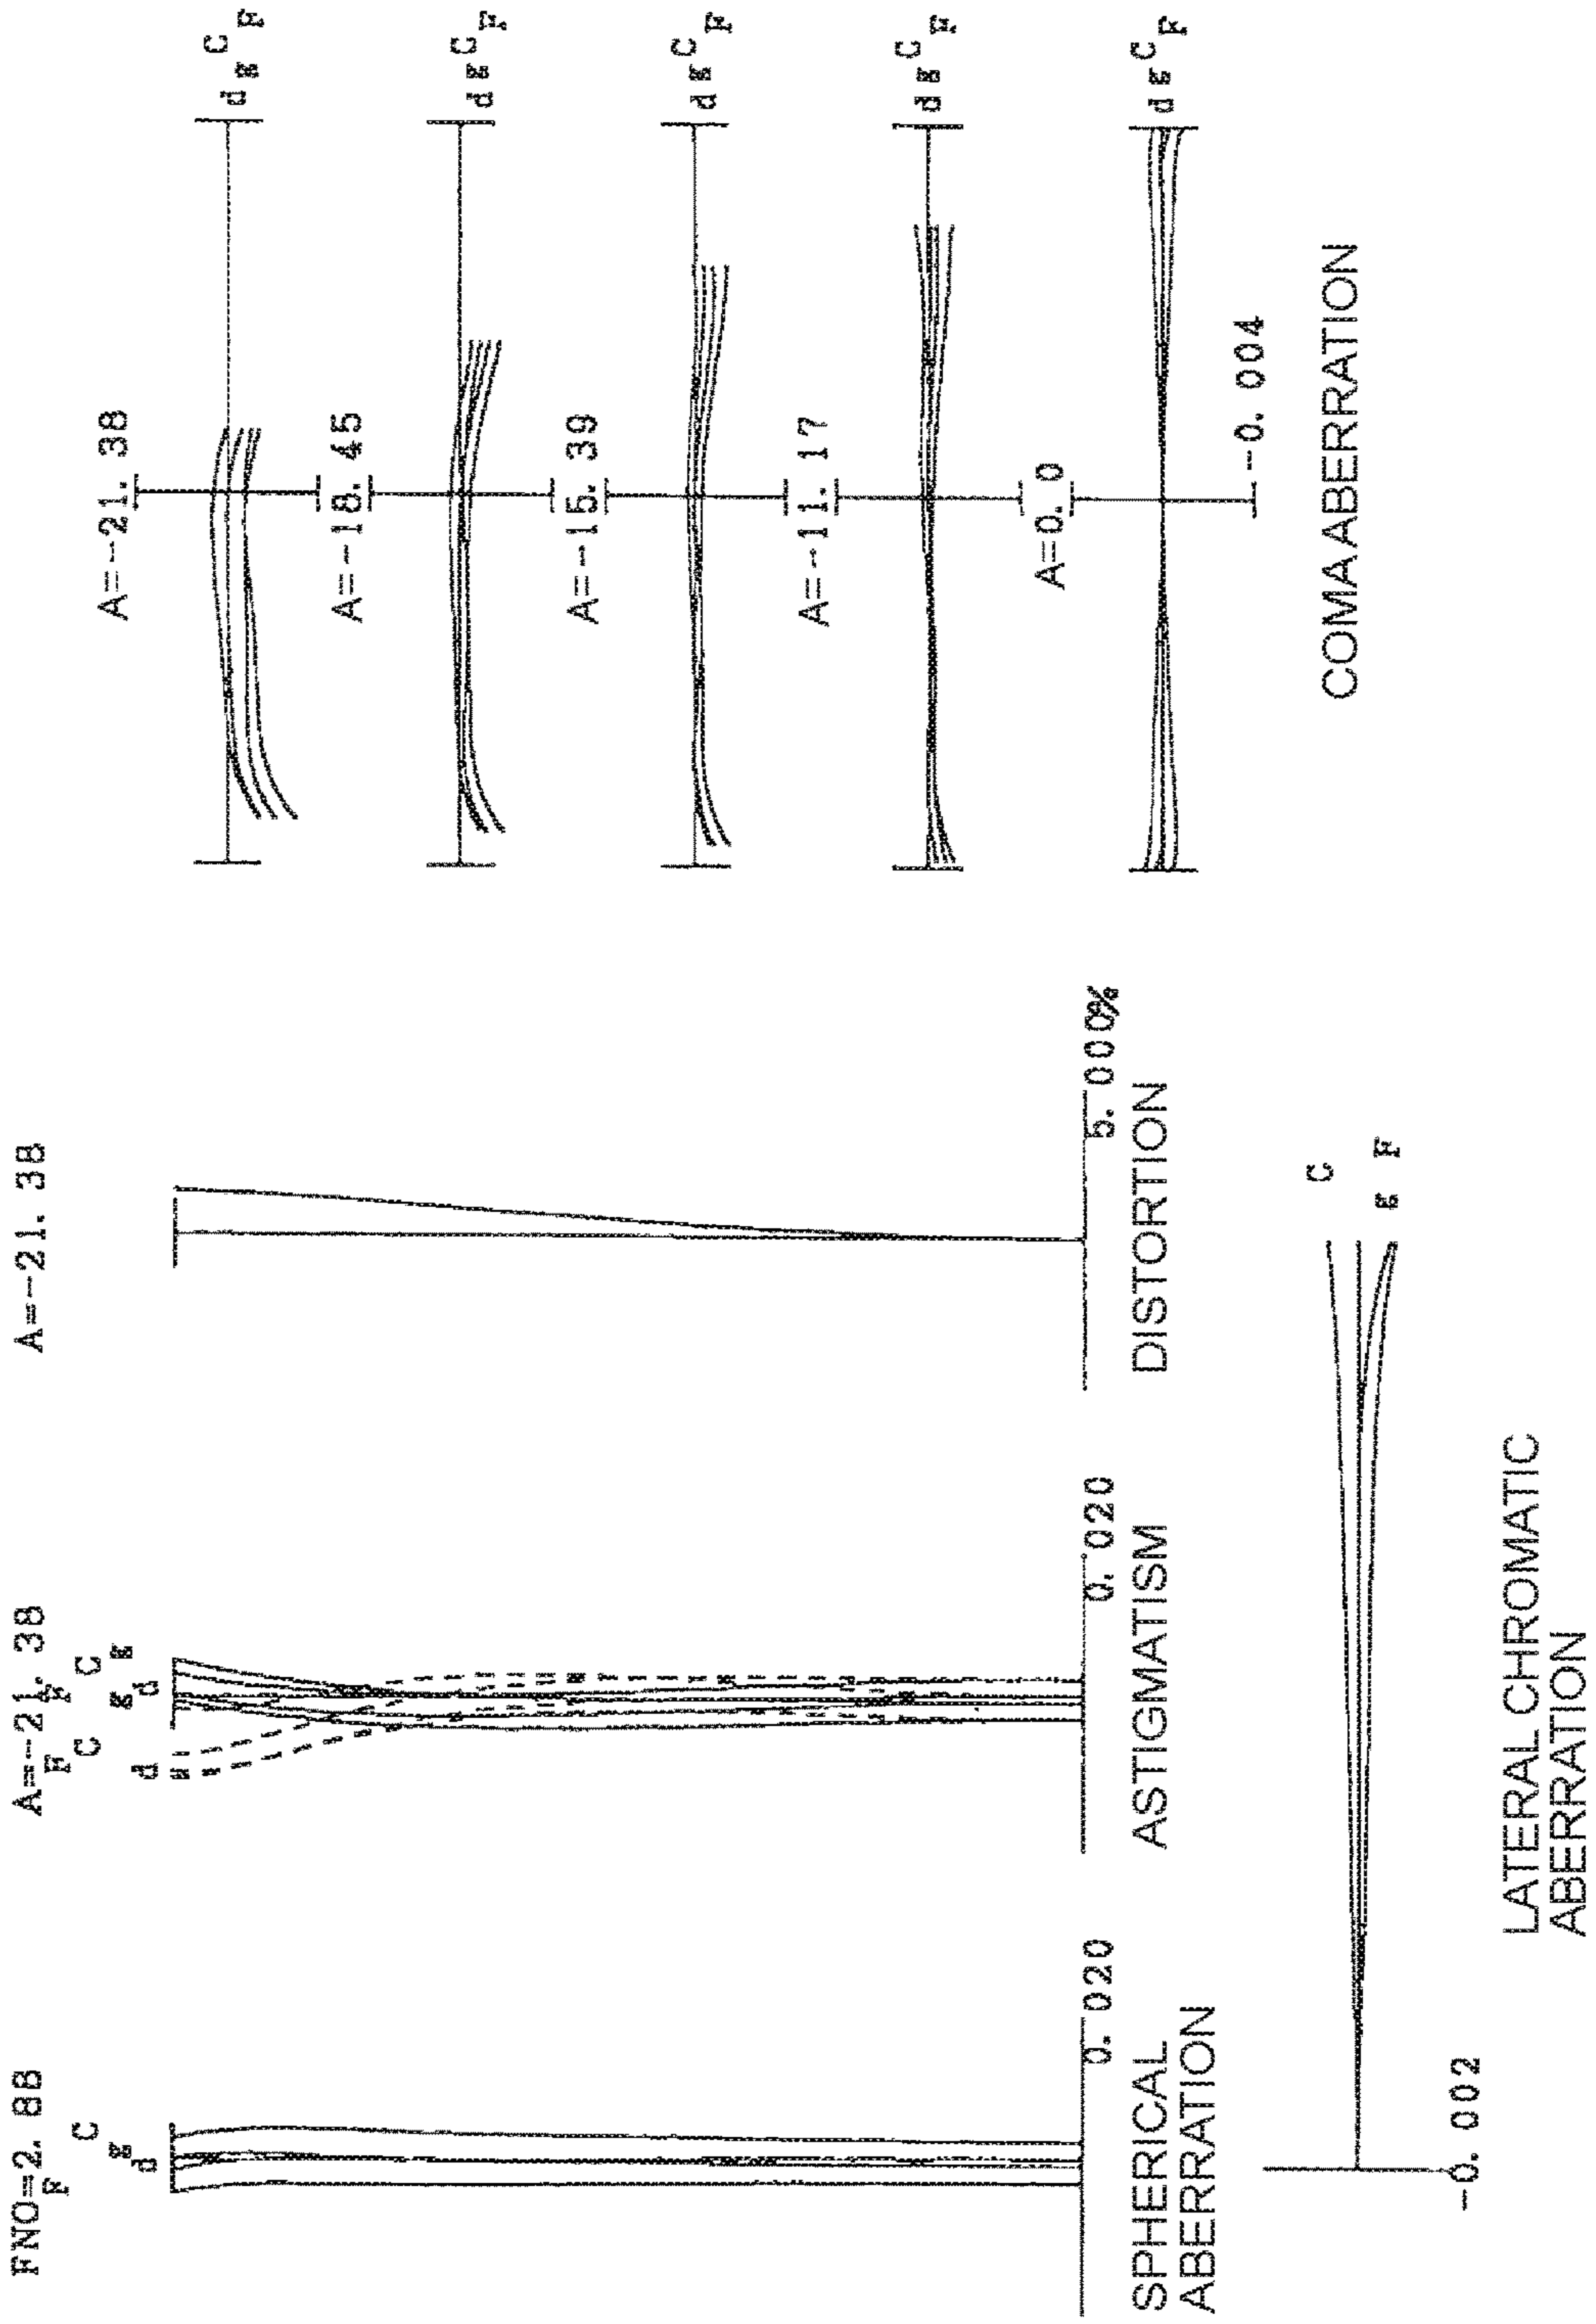 FNO=2. 88
F
C
g
d
0. 020
SPHERICAL
ABERRATION
A=-21. 38
F
C
d
F
C
g
g
d
0. 020
ASTIGMATISM
A=-21. 38
5. 000%
DISTORTION
A=-21. 38
d g C F
A=-18. 45
d g C F
A=-15. 39
d g C F
A=-11. 17
d g C F
A=0. 0
d g C F
-0. 004
COMA ABERRATION
C
g F
-0. 002
LATERAL CHROMATIC
ABERRATION